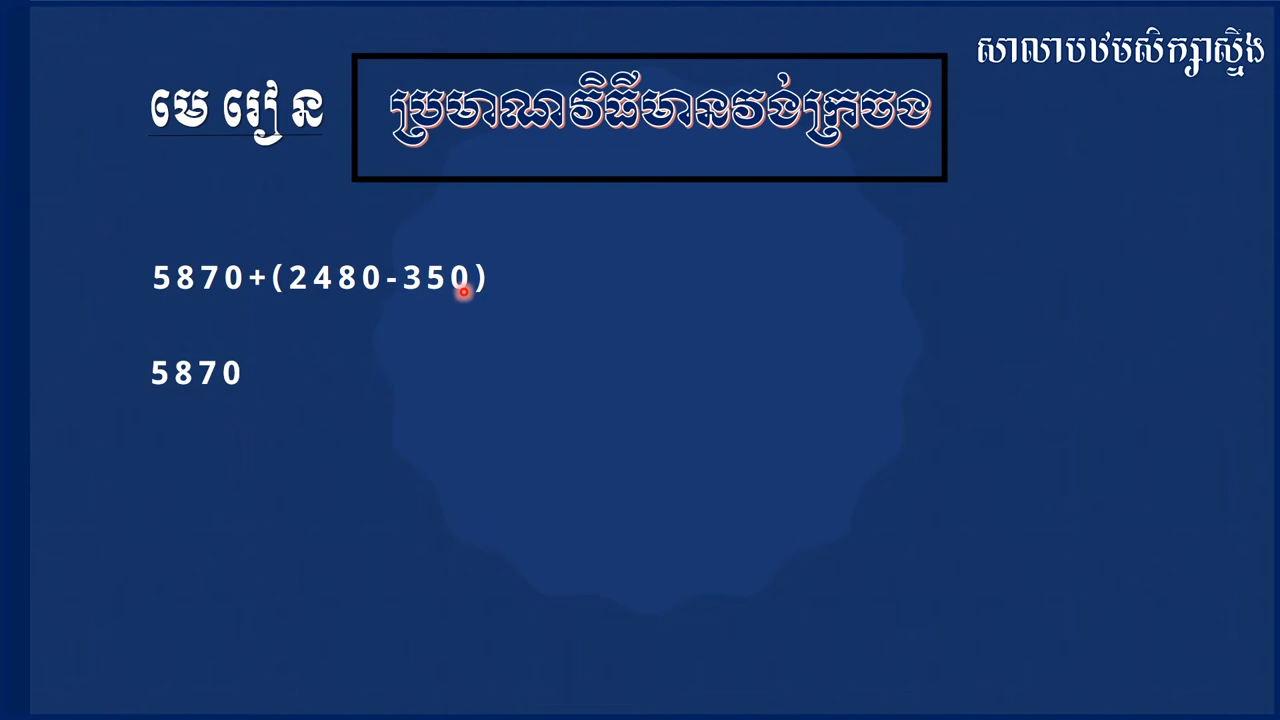 សាលាបឋមសិក្សាស្ទឹង
មេរៀន ប្រមាណវិធីមានវង់ក្រចក
5870+(2480-350)
5870